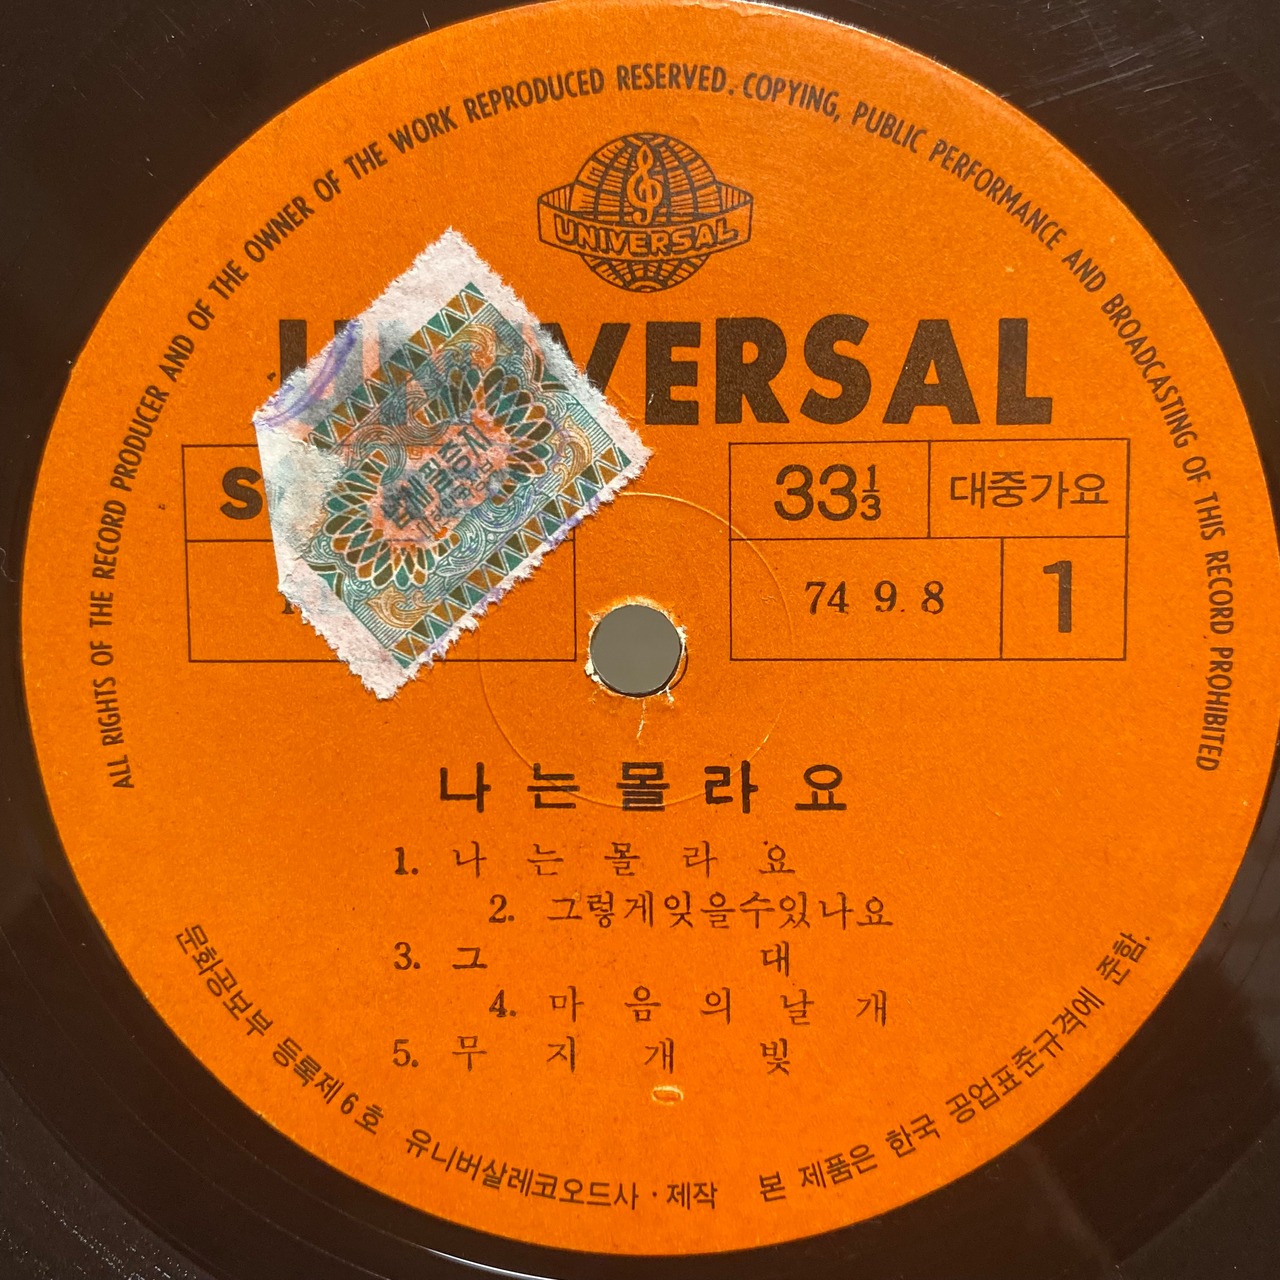 ALL RIGHTS OF THE RECORD PRODUCER AND OF THE OWNER OF THE WORK REPRODUCED RESERVED. COPYING, PUBLIC PERFORMANCE AND BROADCASTING OF THIS RECORD PROHIBITED
UNIVERSAL
UNIVERSAL
33⅓ 대중가요
74 9. 8 1
나는몰라요
1. 나는몰라요
2. 그렇게잊을수있나요
3. 그대
4. 마음의날개
5. 무지개빛
문화공보부 등록제6호 유니버살레코오드사·제작 본 제품은 한국 공업표준규격에 준함.